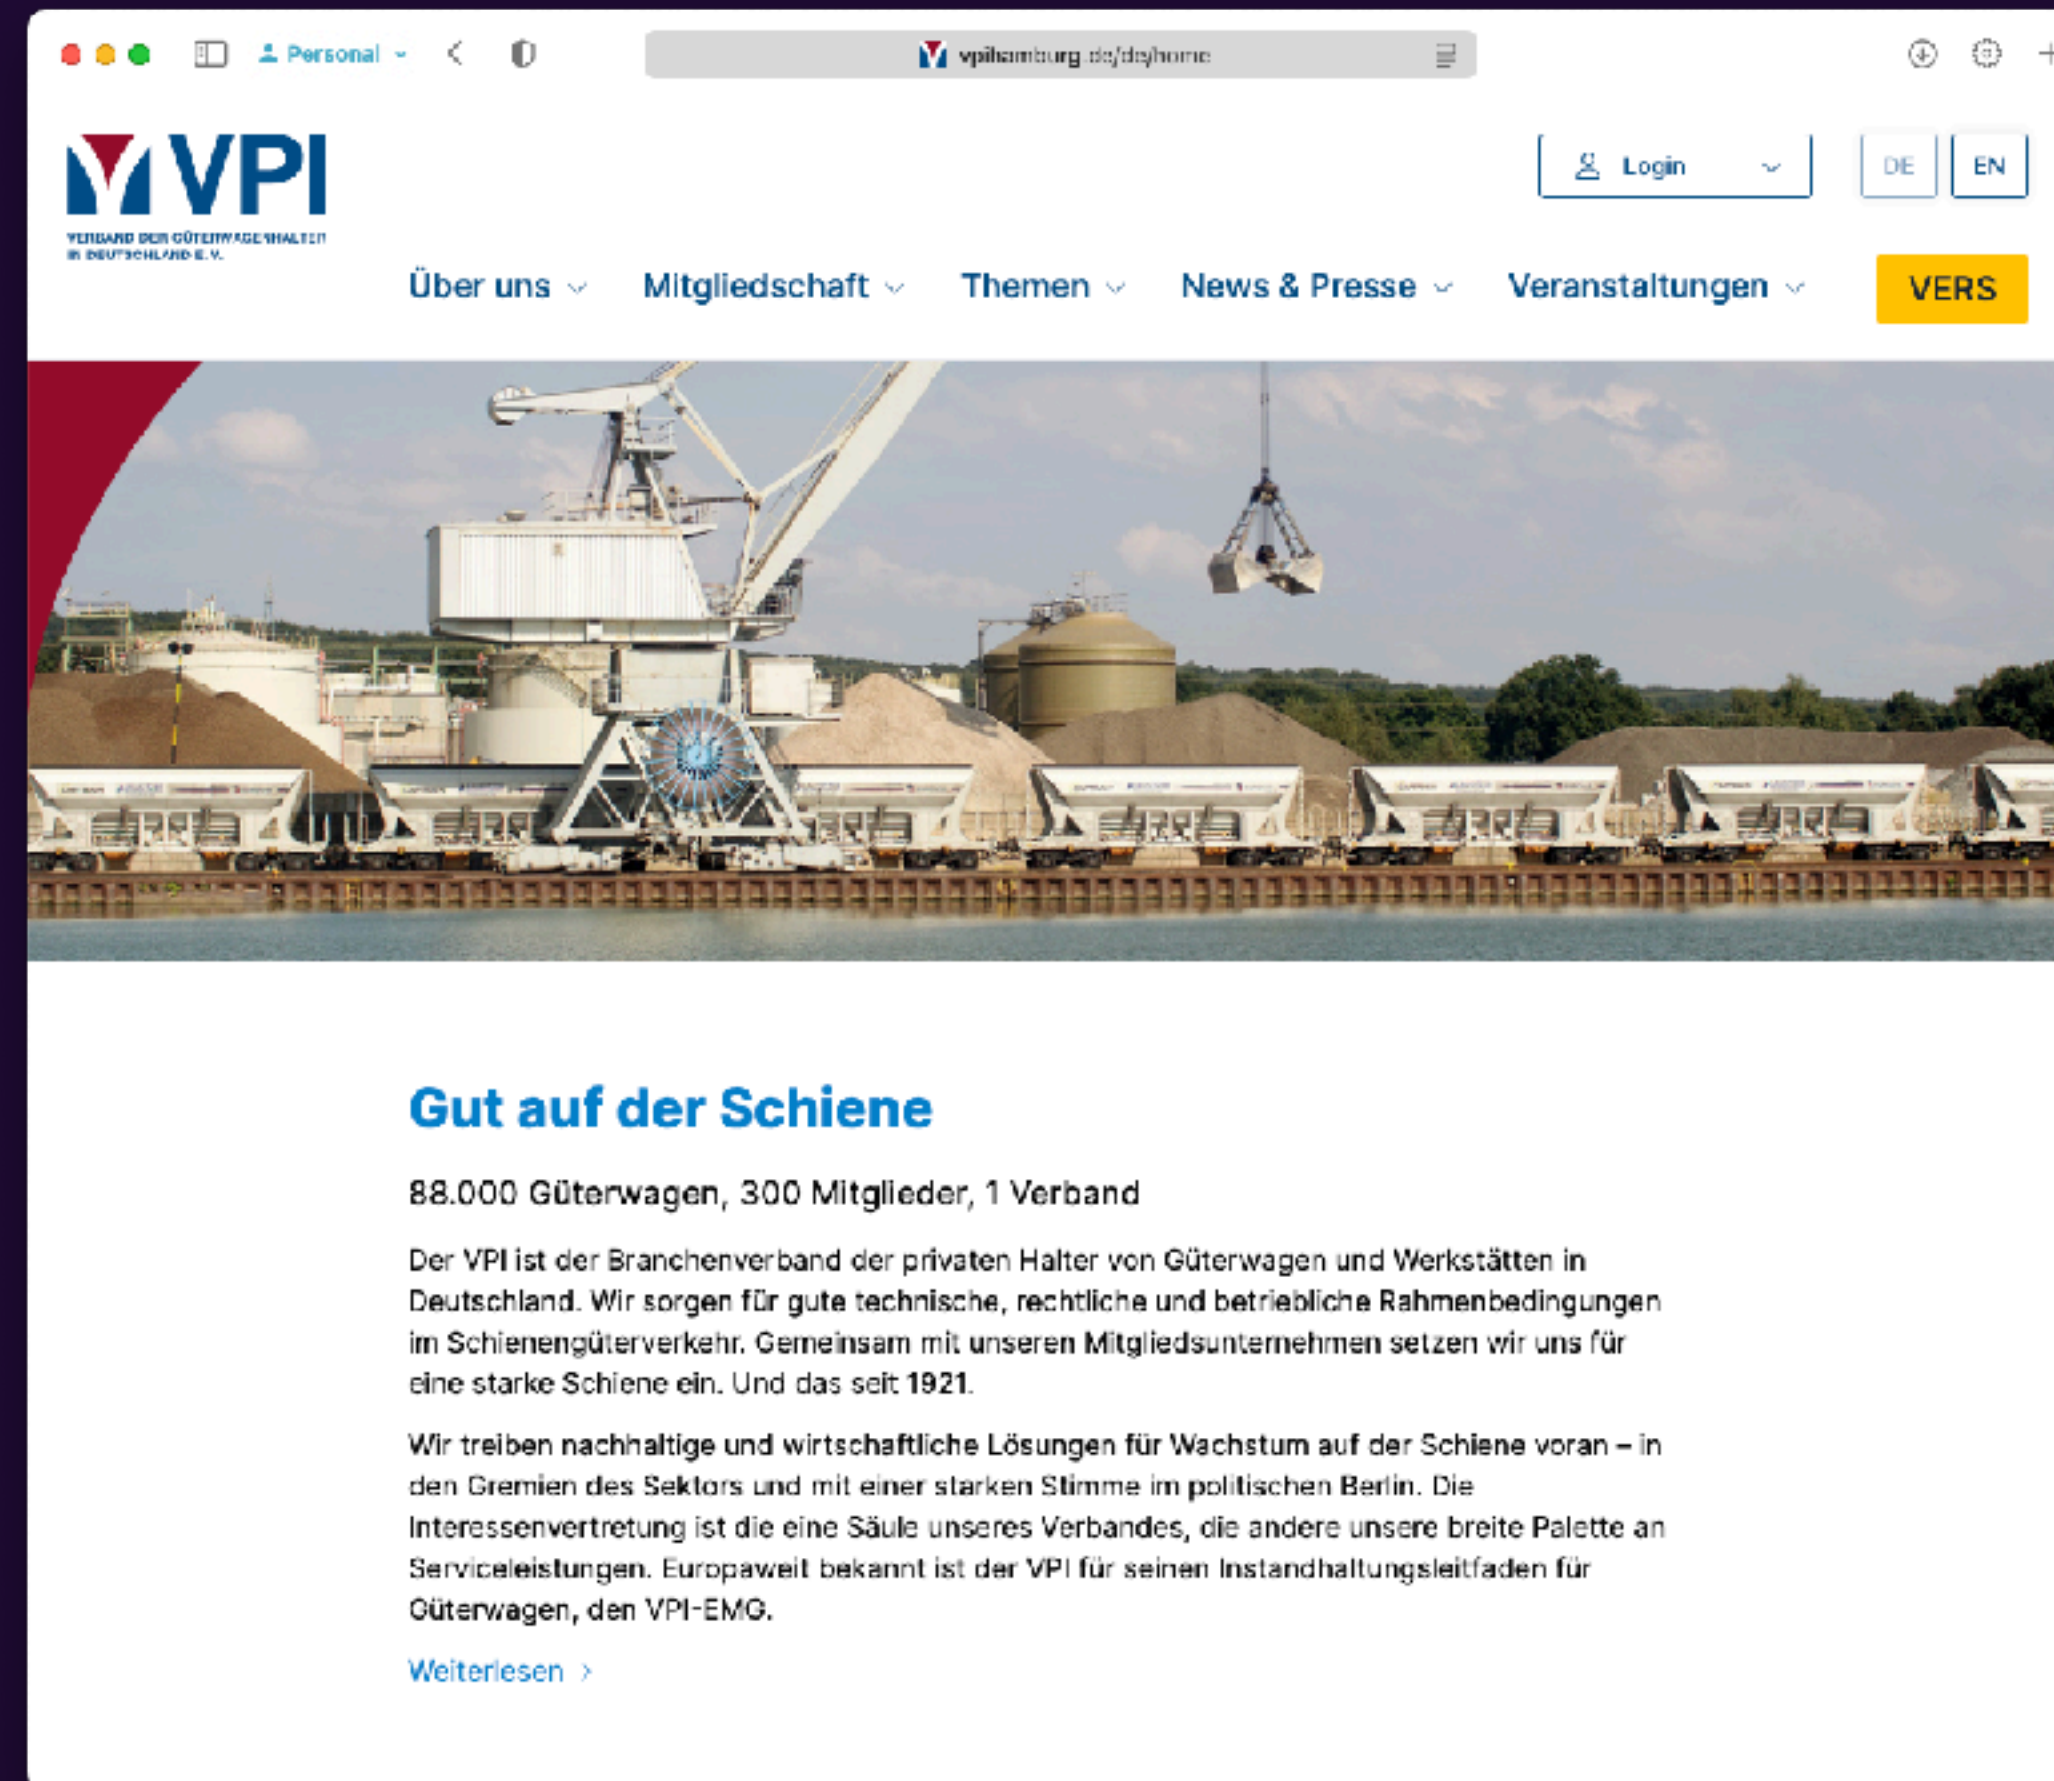 Personal
vpihamburg.de/de/home
VPI
VERBAND DER GÜTERWAGENHALTER
IN DEUTSCHLAND E. V.
Login
DE
EN
Über uns
Mitgliedschaft
Themen
News & Presse
Veranstaltungen
VERS
Gut auf der Schiene
88.000 Güterwagen, 300 Mitglieder, 1 Verband
Der VPI ist der Branchenverband der privaten Halter von Güterwagen und Werkstätten in
Deutschland. Wir sorgen für gute technische, rechtliche und betriebliche Rahmenbedingungen
im Schienengüterverkehr. Gemeinsam mit unseren Mitgliedsunternehmen setzen wir uns für
eine starke Schiene ein. Und das seit 1921.
Wir treiben nachhaltige und wirtschaftliche Lösungen für Wachstum auf der Schiene voran – in
den Gremien des Sektors und mit einer starken Stimme im politischen Berlin. Die
Interessenvertretung ist die eine Säule unseres Verbandes, die andere unsere breite Palette an
Serviceleistungen. Europaweit bekannt ist der VPI für seinen Instandhaltungsleitfaden für
Güterwagen, den VPI-EMG.
Weiterlesen